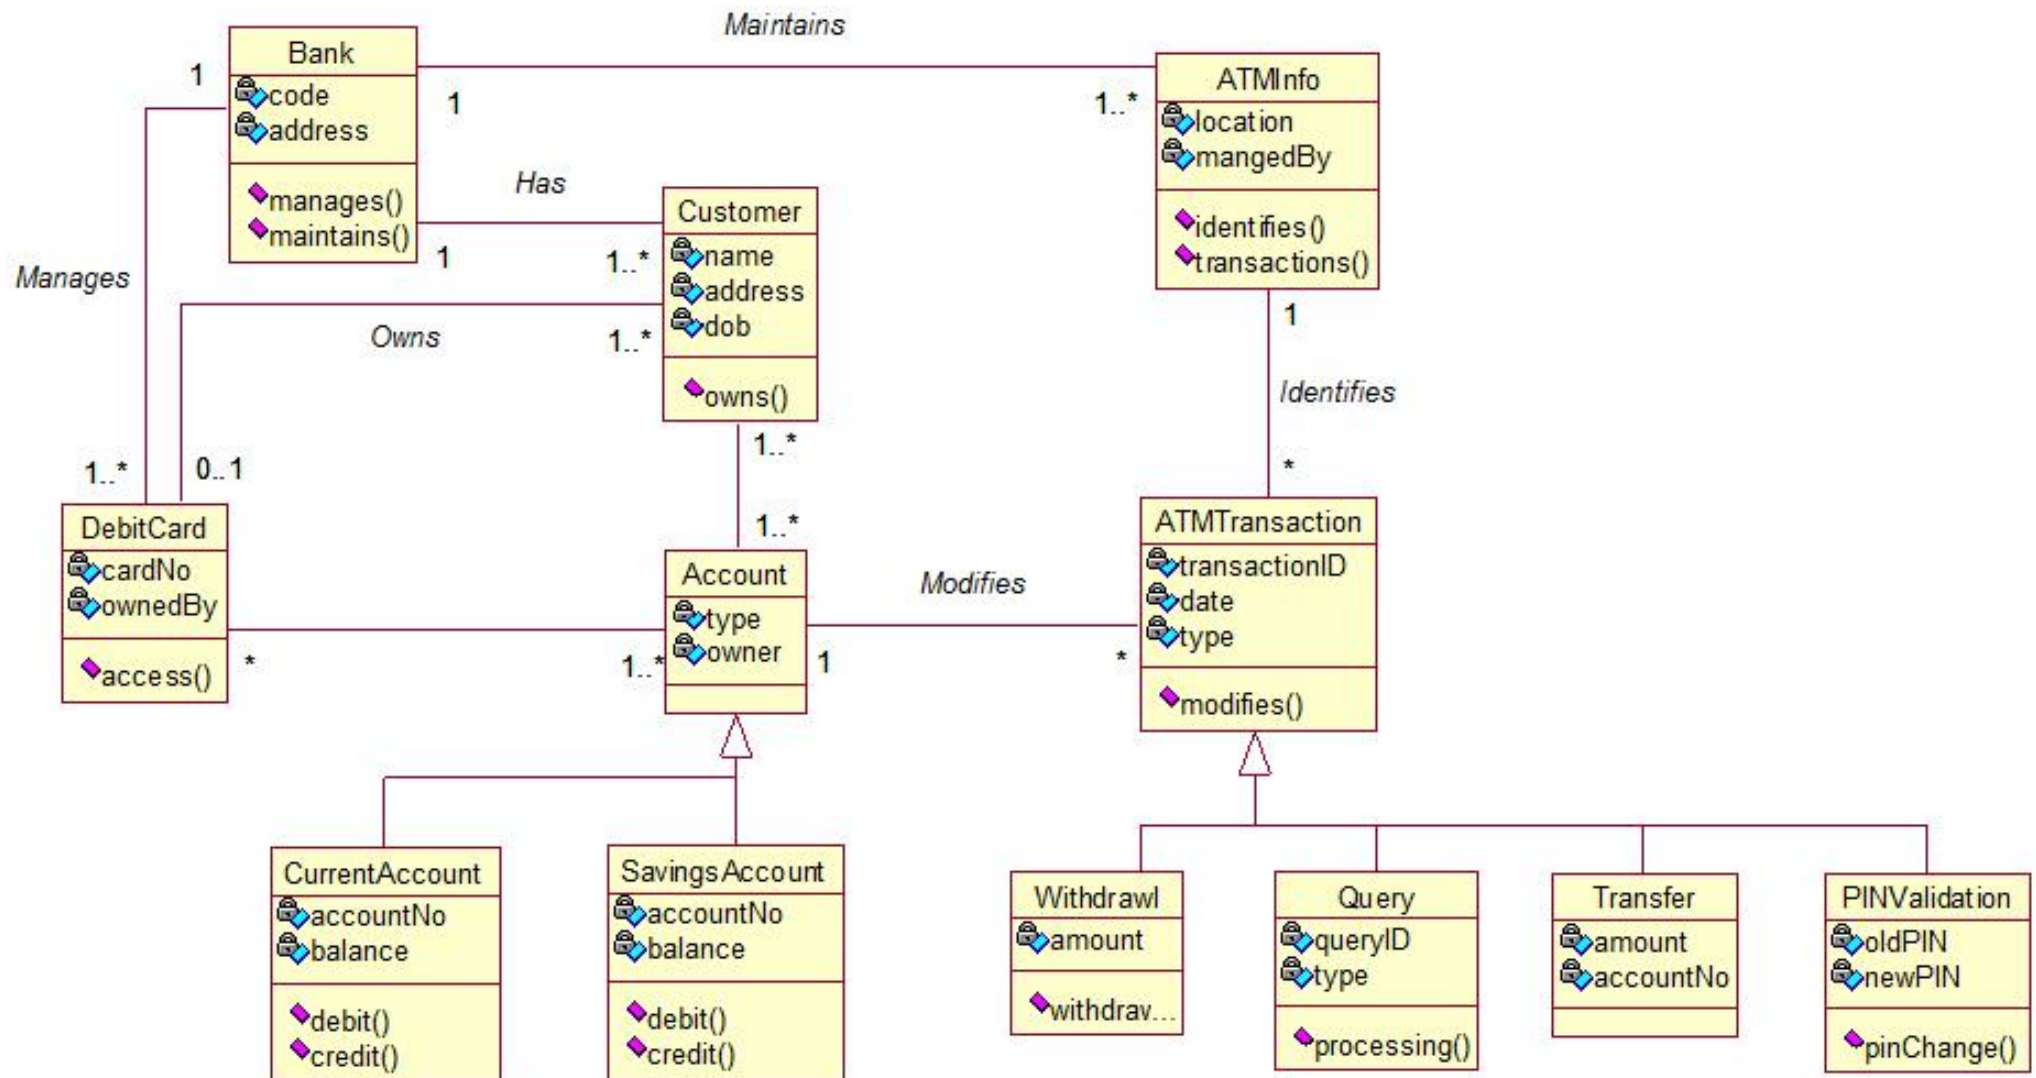 Maintains
Bank
code
address
manages()
maintains()
1
1
1..*
ATMInfo
location
mangedBy
identifies()
transactions()
Has
1
1..*
Customer
name
address
dob
owns()
Manages
Owns
1..*
1..*
0..1
1
Identifies
*
1..*
1..*
DebitCard
cardNo
ownedBy
access()
*
1..*
Account
type
owner
1
Modifies
*
ATMTransaction
transactionID
date
type
modifies()
CurrentAccount
accountNo
balance
debit()
credit()
SavingsAccount
accountNo
balance
debit()
credit()
Withdrawl
amount
withdrav...
Query
queryID
type
processing()
Transfer
amount
accountNo
PINValidation
oldPIN
newPIN
pinChange()